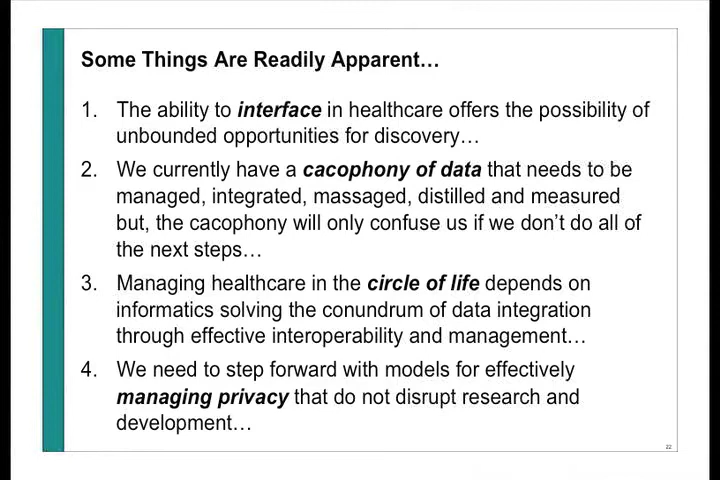 Some Things Are Readily Apparent…
1. The ability to interface in healthcare offers the possibility of
unbounded opportunities for discovery…
2. We currently have a cacophony of data that needs to be
managed, integrated, massaged, distilled and measured
but, the cacophony will only confuse us if we don’t do all of
the next steps…
3. Managing healthcare in the circle of life depends on
informatics solving the conundrum of data integration
through effective interoperability and management…
4. We need to step forward with models for effectively
managing privacy that do not disrupt research and
development…
22